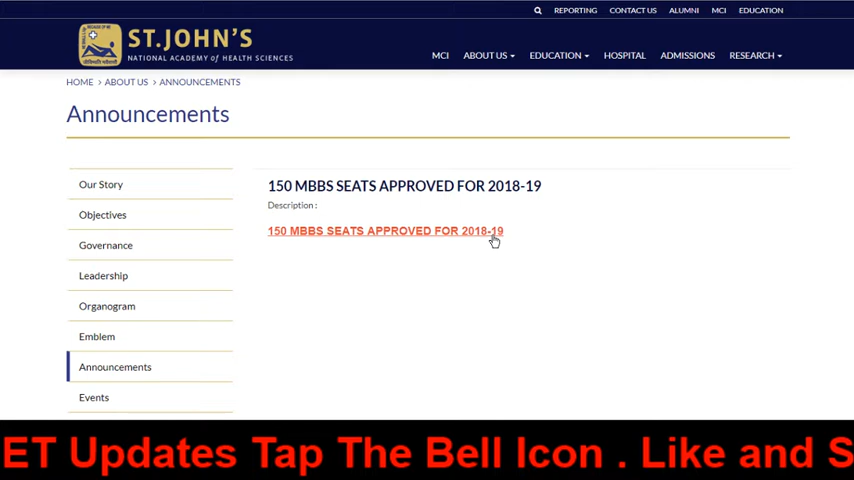 REPORTING CONTACT US ALUMNI MCI EDUCATION
ST.JOHN'S
NATIONAL ACADEMY of HEALTH SCIENCES
MCI ABOUT US EDUCATION HOSPITAL ADMISSIONS RESEARCH
HOME > ABOUT US > ANNOUNCEMENTS
Announcements
Our Story
Objectives
Governance
Leadership
Organogram
Emblem
Announcements
Events
150 MBBS SEATS APPROVED FOR 2018-19
Description :
150 MBBS SEATS APPROVED FOR 2018-19
ET Updates Tap The Bell Icon . Like and S